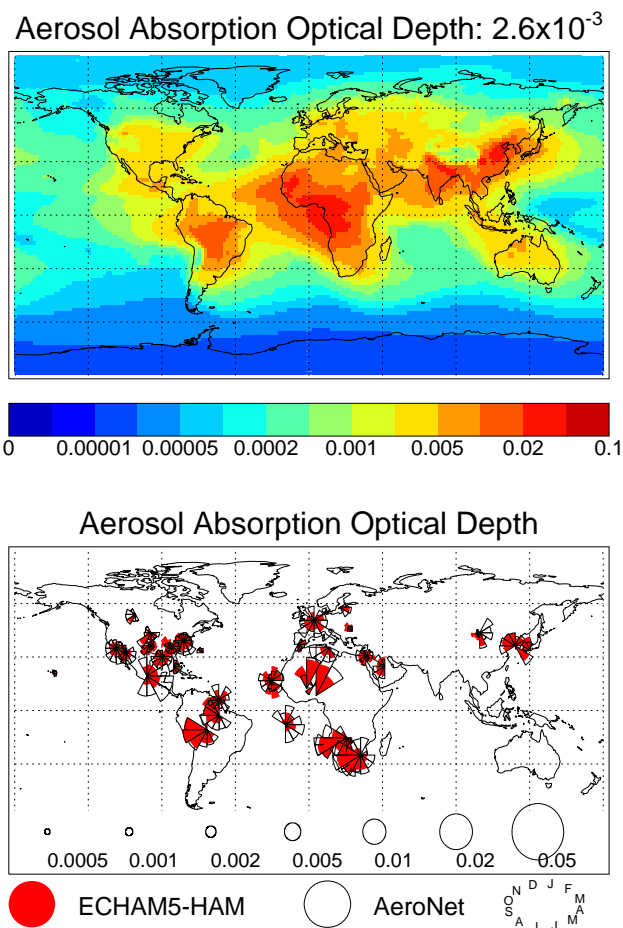 Aerosol Absorption Optical Depth: 2.6x10-3
0 0.00001 0.00005 0.0002 0.001 0.005 0.02 0.1
Aerosol Absorption Optical Depth
0.0005 0.001 0.002 0.005 0.01 0.02 0.05
ECHAM5-HAM AeroNet J F M A M J J A S O N D